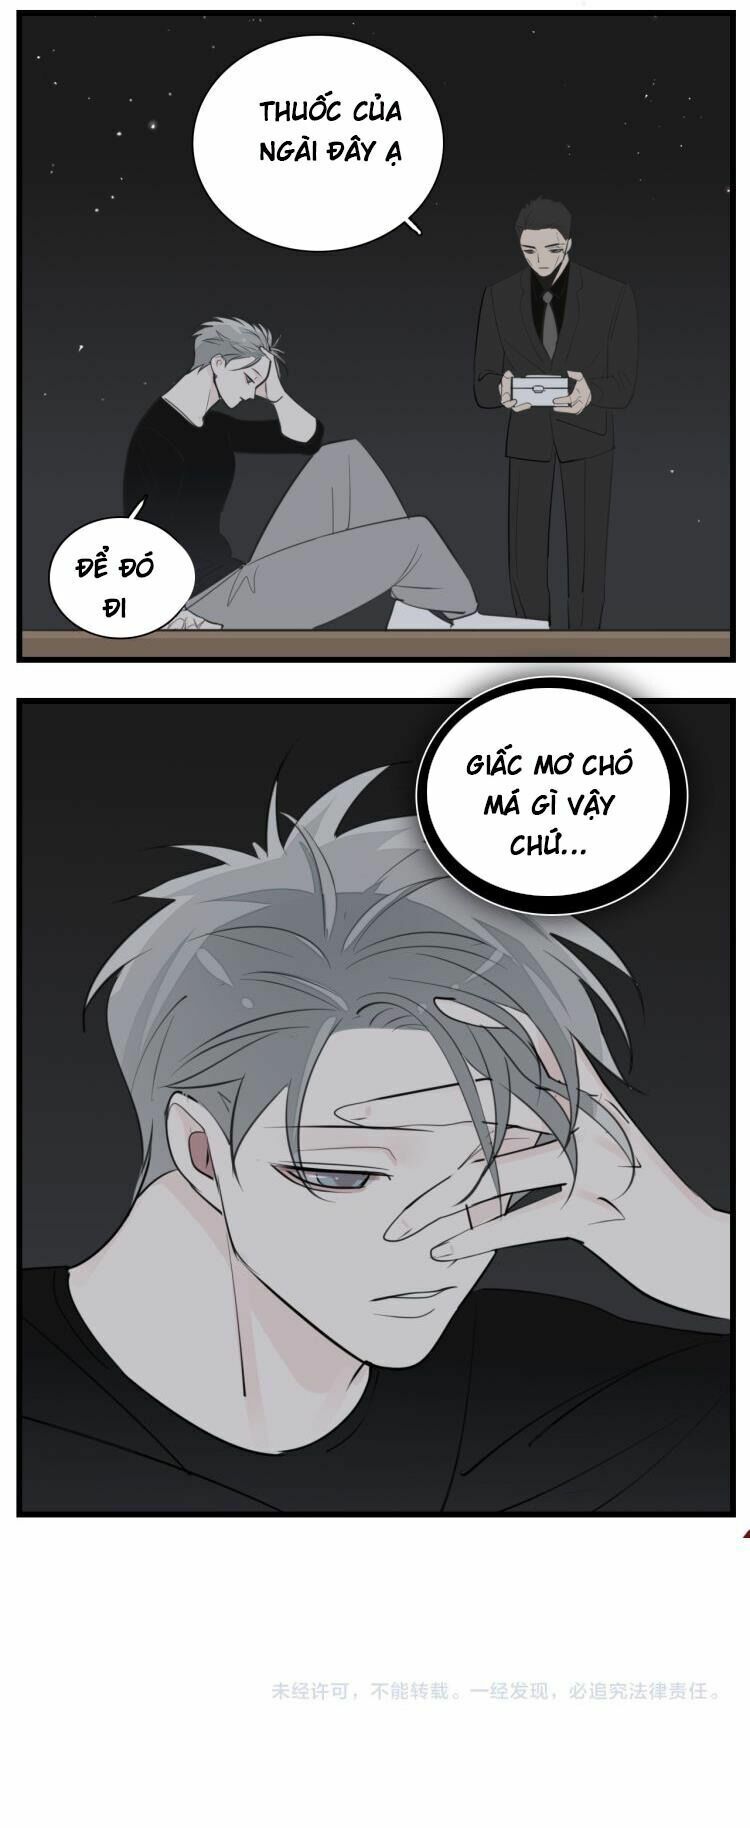 THUỐC CỦA
NGÀI ĐÂY Ạ
ĐỂ ĐÓ
ĐI
GIẤC MƠ CHÓ
MÁ GÌ VẬY
CHỨ...
未经许可，不能转载。一经发现，必追究法律责任。